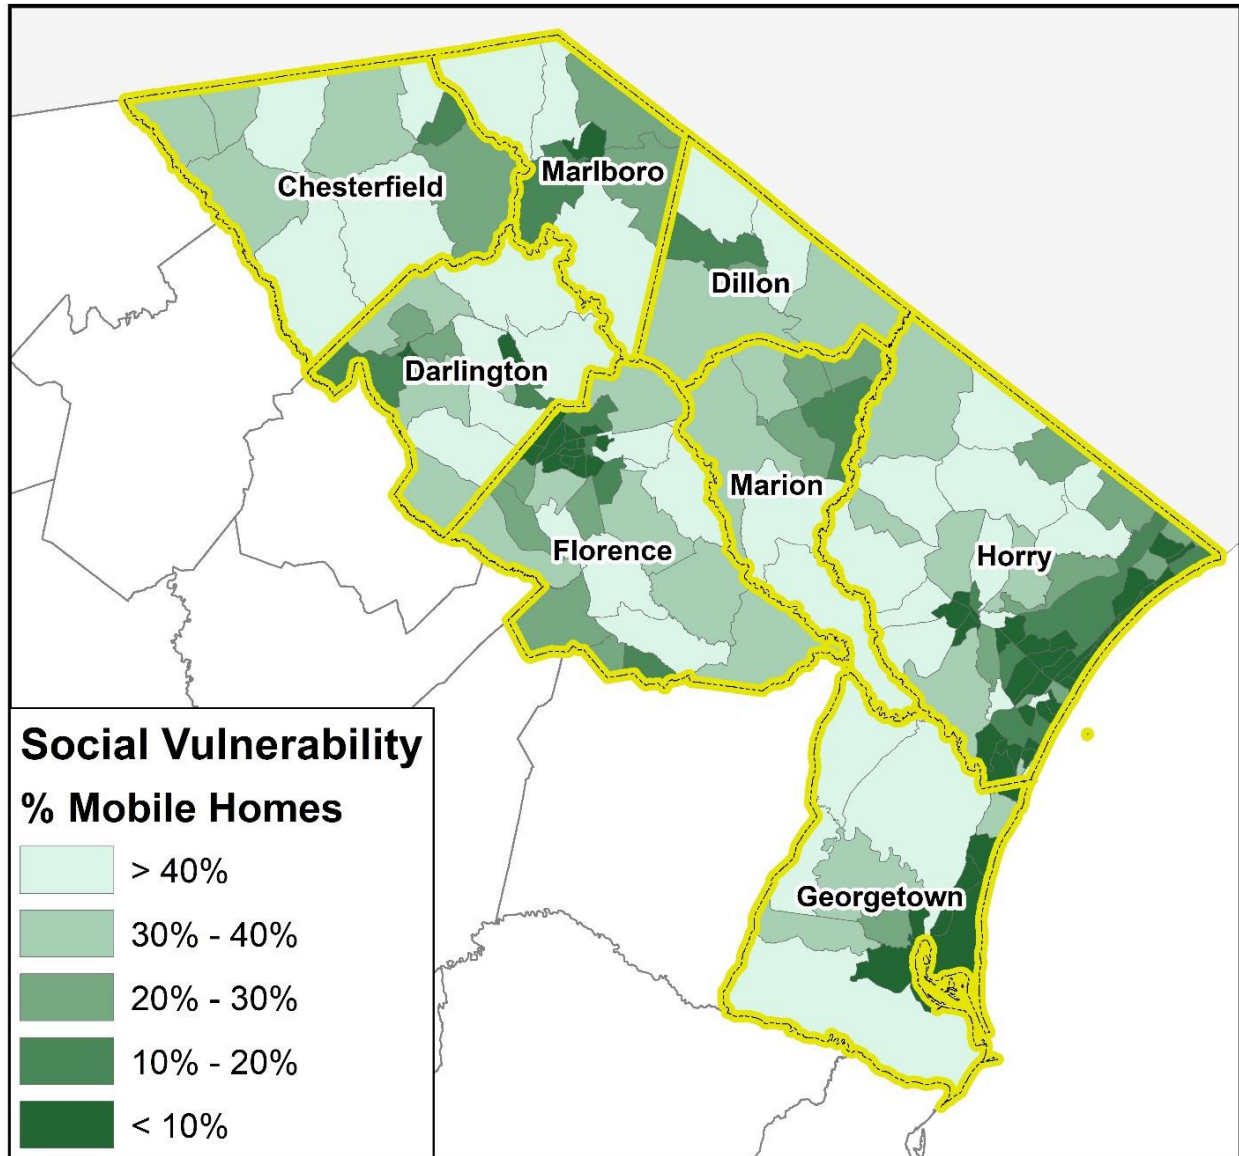 Chesterfield
Marlboro
Dillon
Darlington
Marion
Florence
Horry
Georgetown
Social Vulnerability
% Mobile Homes
> 40%
30% - 40%
20% - 30%
10% - 20%
< 10%